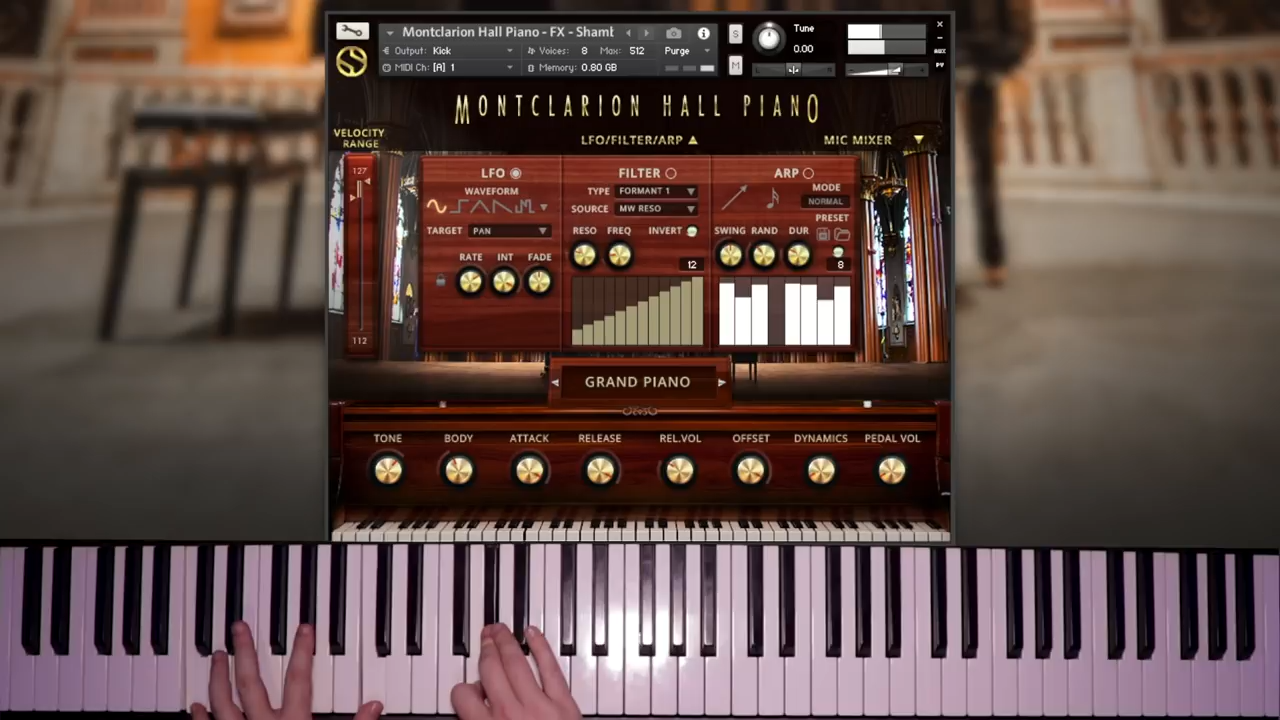 Montclarion Hall Piano - FX - Shamb
Output: Kick
Voices: 8 Max: 512
Purge
MIDI Ch: [A] 1
Memory: 0.80 GB
S
M
Tune
0.00
L
R
AUX
PV
MONTCLARION HALL PIANO
VELOCITY
RANGE
LFO/FILTER/ARP
MIC MIXER
127
112
LFO
WAVEFORM
TARGET PAN
RATE INT FADE
FILTER
TYPE FORMANT 1
SOURCE MW RESO
RESO FREQ INVERT
12
ARP
MODE
NORMAL
PRESET
SWING RAND DUR
8
GRAND PIANO
TONE BODY ATTACK RELEASE REL.VOL OFFSET DYNAMICS PEDAL VOL